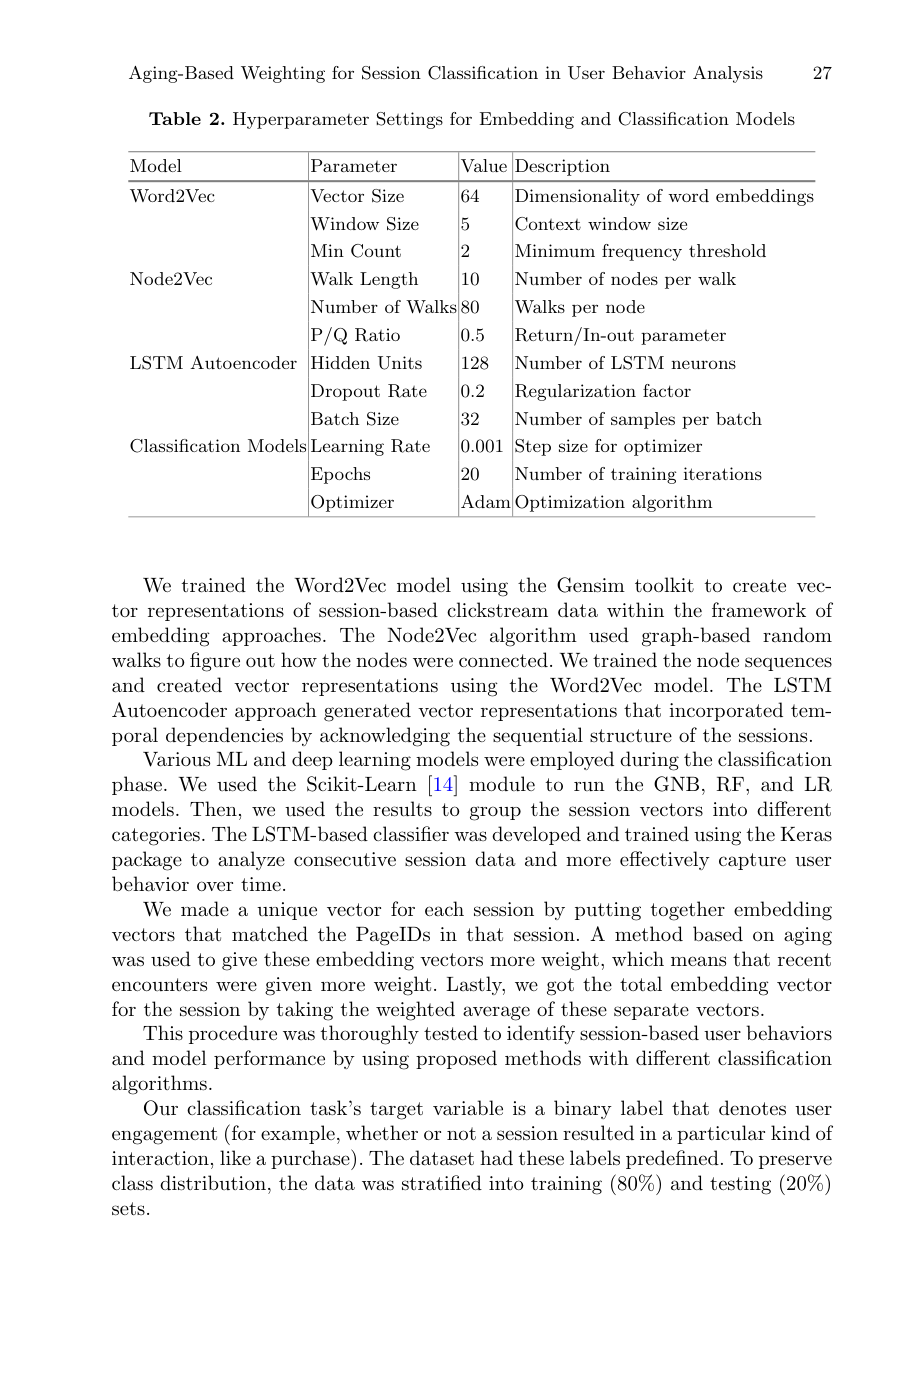 Aging-Based Weighting for Session Classification in User Behavior Analysis 27
Table 2. Hyperparameter Settings for Embedding and Classification Models
Model Parameter Value Description
Word2Vec Vector Size 64 Dimensionality of word embeddings
Window Size 5 Context window size
Min Count 2 Minimum frequency threshold
Node2Vec Walk Length 10 Number of nodes per walk
Number of Walks 80 Walks per node
P/Q Ratio 0.5 Return/In-out parameter
LSTM Autoencoder Hidden Units 128 Number of LSTM neurons
Dropout Rate 0.2 Regularization factor
Batch Size 32 Number of samples per batch
Classification Models Learning Rate 0.001 Step size for optimizer
Epochs 20 Number of training iterations
Optimizer Adam Optimization algorithm
We trained the Word2Vec model using the Gensim toolkit to create vec-
tor representations of session-based clickstream data within the framework of
embedding approaches. The Node2Vec algorithm used graph-based random
walks to figure out how the nodes were connected. We trained the node sequences
and created vector representations using the Word2Vec model. The LSTM
Autoencoder approach generated vector representations that incorporated tem-
poral dependencies by acknowledging the sequential structure of the sessions.
Various ML and deep learning models were employed during the classification
phase. We used the Scikit-Learn [14] module to run the GNB, RF, and LR
models. Then, we used the results to group the session vectors into different
categories. The LSTM-based classifier was developed and trained using the Keras
package to analyze consecutive session data and more effectively capture user
behavior over time.
We made a unique vector for each session by putting together embedding
vectors that matched the PageIDs in that session. A method based on aging
was used to give these embedding vectors more weight, which means that recent
encounters were given more weight. Lastly, we got the total embedding vector
for the session by taking the weighted average of these separate vectors.
This procedure was thoroughly tested to identify session-based user behaviors
and model performance by using proposed methods with different classification
algorithms.
Our classification task's target variable is a binary label that denotes user
engagement (for example, whether or not a session resulted in a particular kind of
interaction, like a purchase). The dataset had these labels predefined. To preserve
class distribution, the data was stratified into training (80%) and testing (20%)
sets.